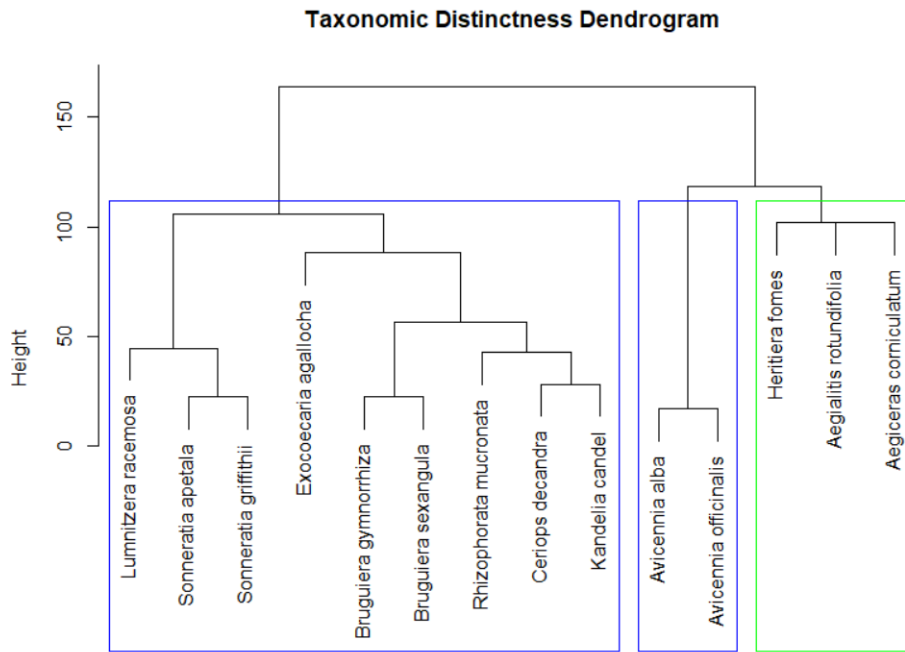 Taxonomic Distinctness Dendrogram
Height
150
100
50
0
Lumnitzera racemosa
Sonneratia apetala
Sonneratia griffithii
Exocoecaria agallocha
Bruguiera gymnorrhiza
Bruguiera sexangula
Rhizophorata mucronata
Ceriops decandra
Kandelia candel
Avicennia alba
Avicennia officinalis
Heritiera fomes
Aegialitis rotundifolia
Aegiceras corniculatum